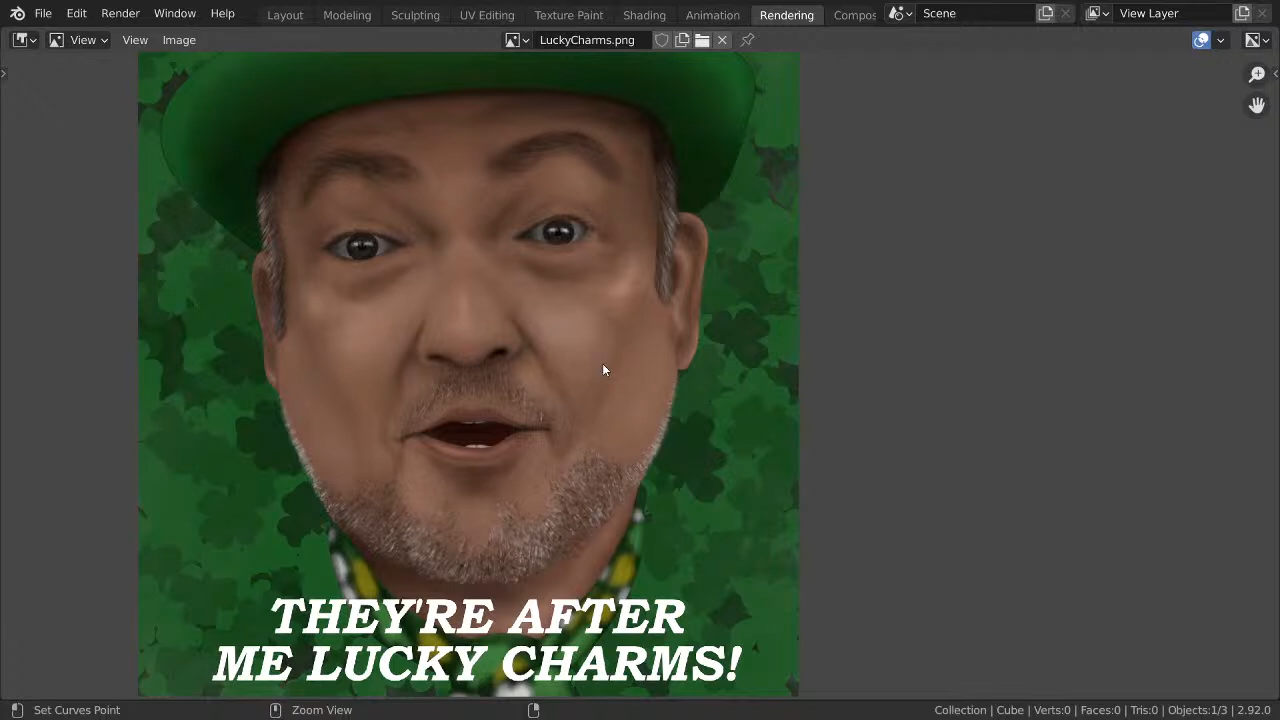 File Edit Render Window Help Layout Modeling Sculpting UV Editing Texture Paint Shading Animation Rendering Compos Scene View Layer
View View Image LuckyCharms.png
THEY'RE AFTER
ME LUCKY CHARMS!
Set Curves Point Zoom View Collection | Cube | Verts:0 | Faces:0 | Tris:0 | Objects:1/3 | 2.92.0